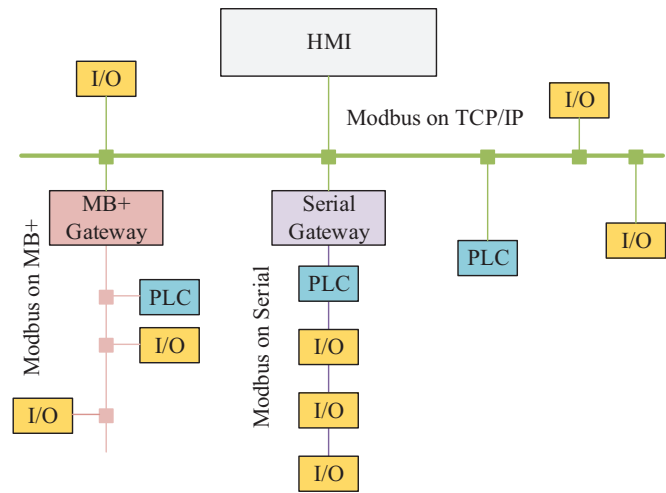 HMI
I/O
I/O
Modbus on TCP/IP
MB+
Gateway
Serial
Gateway
PLC
I/O
Modbus on MB+
PLC
I/O
I/O
Modbus on Serial
PLC
I/O
I/O
I/O